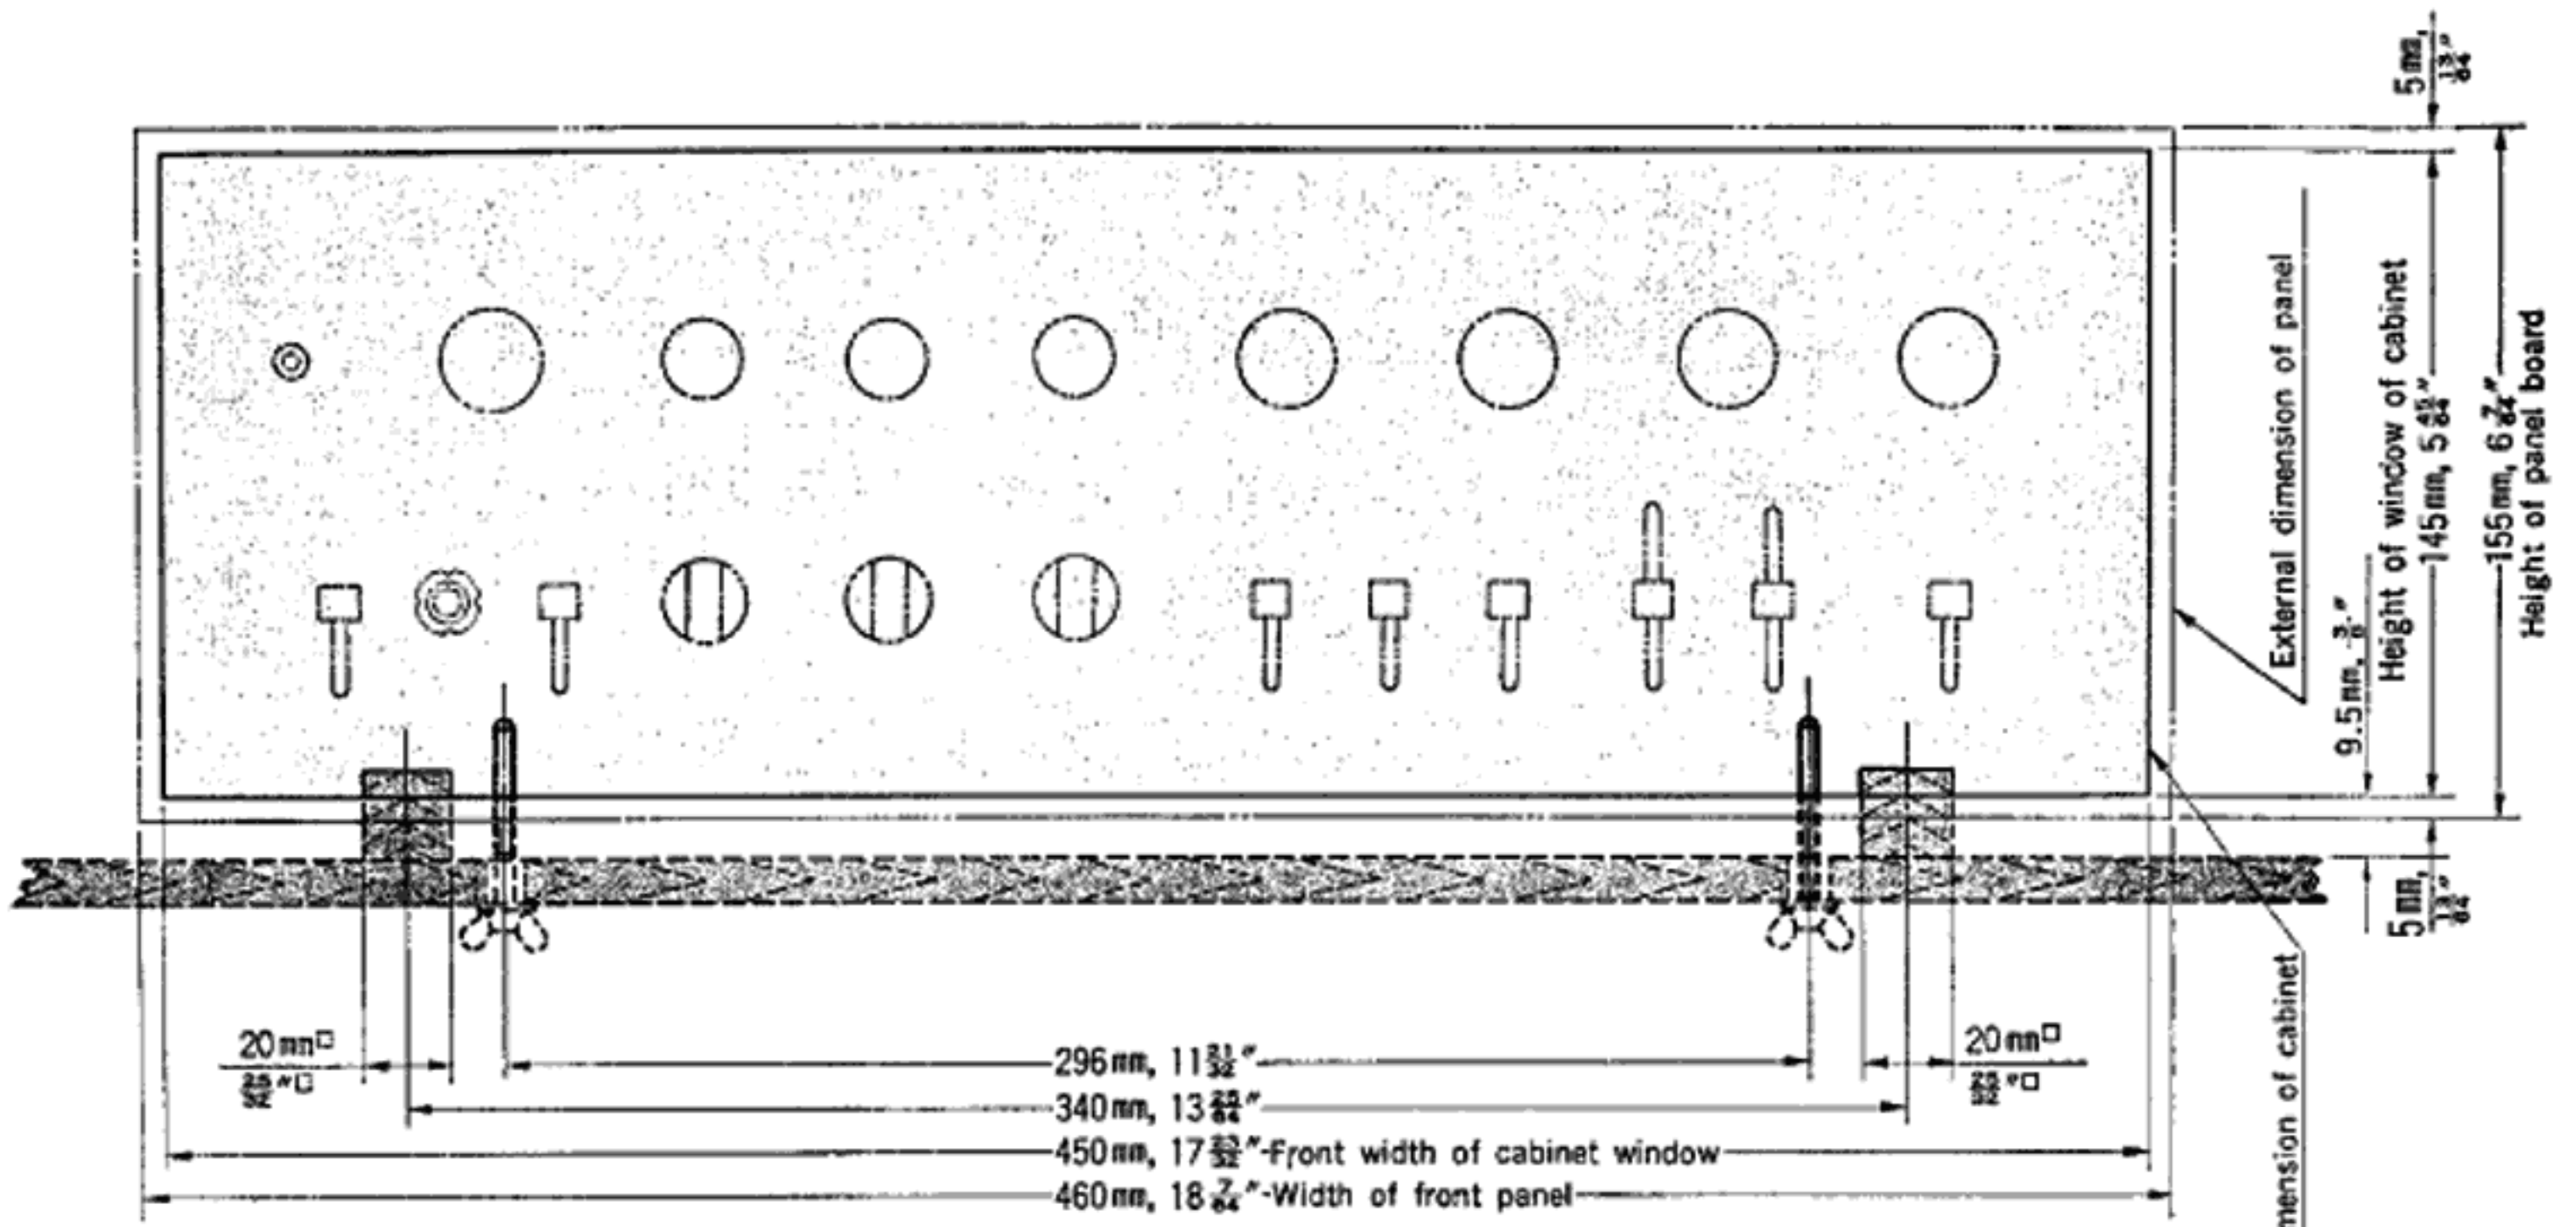 5mm, 13/64"
External dimension of panel
9.5mm, 3/8"
Height of window of cabinet
145mm, 5 45/64"
155mm, 6 7/64"
Height of panel board
5mm, 13/64"
mension of cabinet
20mm□
25/32"□
20mm□
25/32"□
296mm, 11 21/32"
340mm, 13 25/64"
450mm, 17 23/32"-Front width of cabinet window
460mm, 18 7/64"-Width of front panel